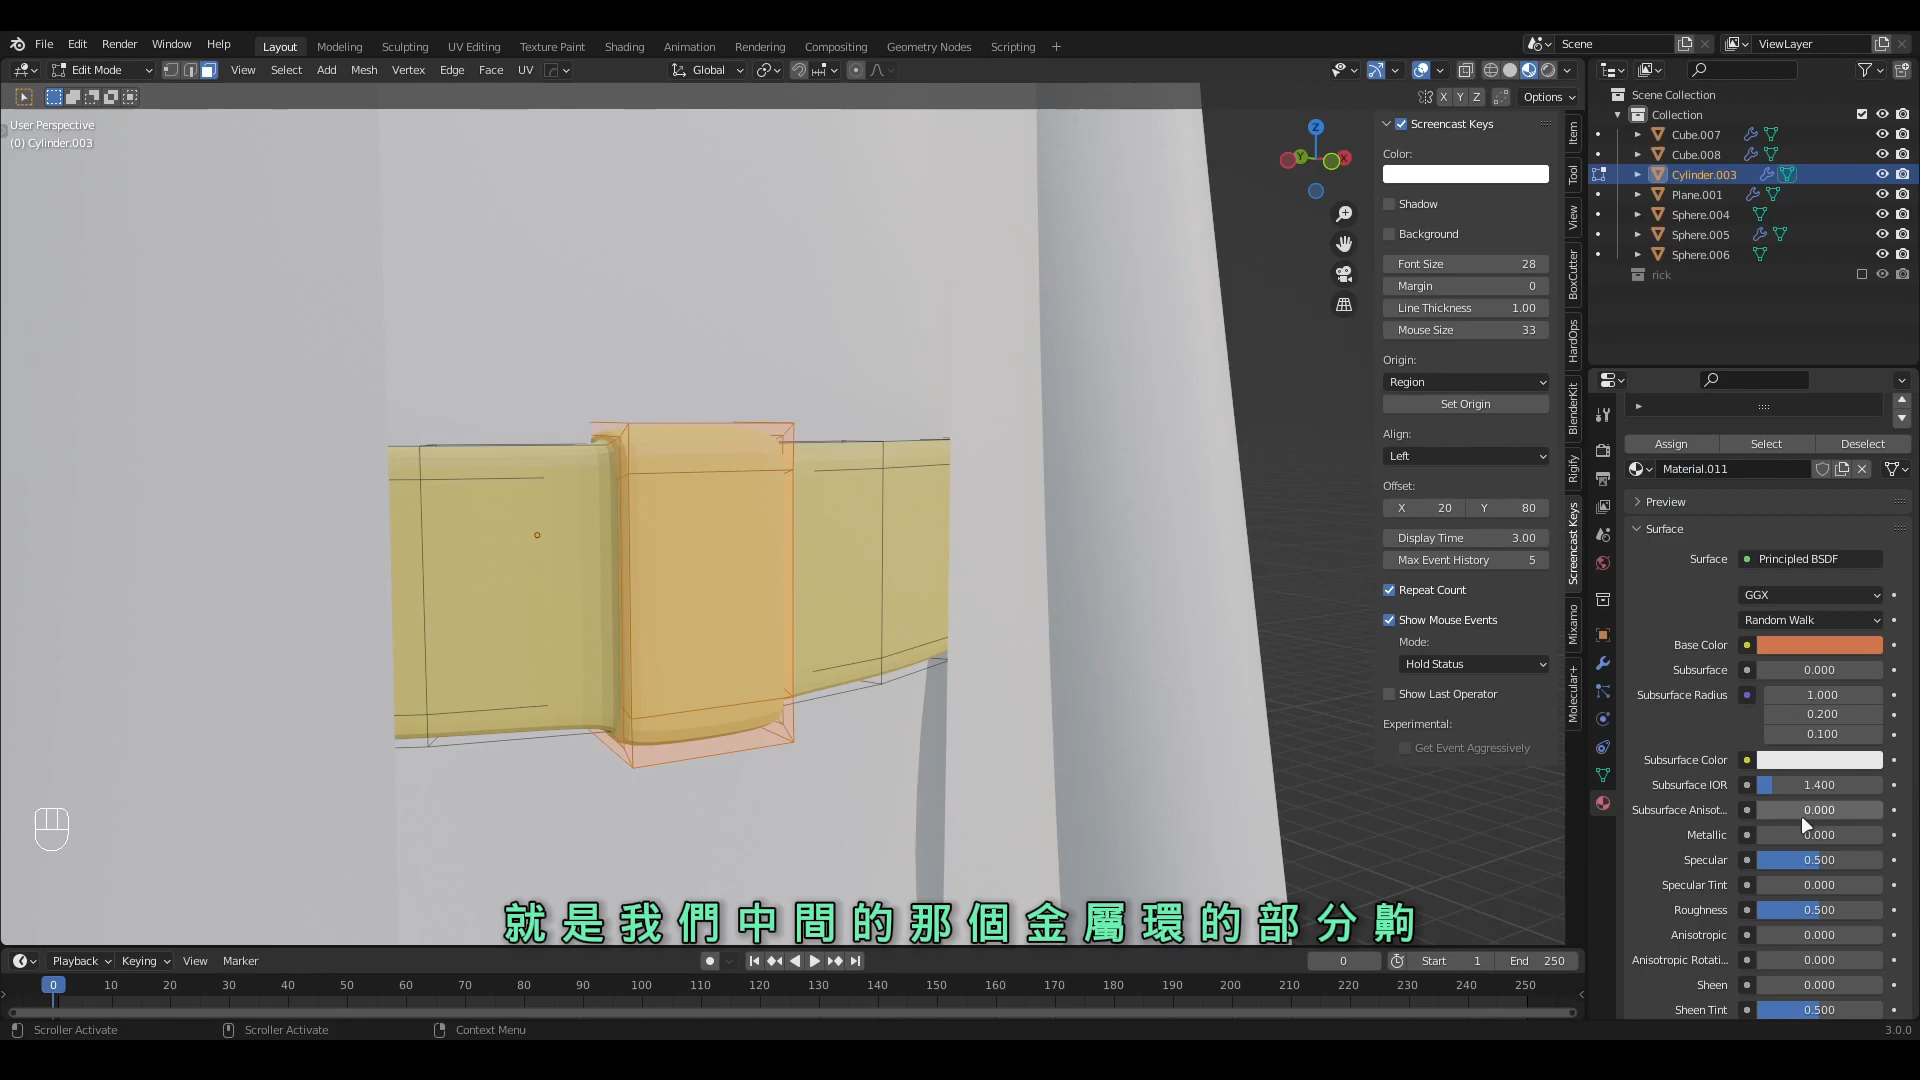 File Edit Render Window Help Layout Modeling Sculpting UV Editing Texture Paint Shading Animation Rendering Compositing Geometry Nodes Scripting + Scene ViewLayer
Edit Mode View Select Add Mesh Vertex Edge Face UV Global
X Y Z Options
User Perspective
(0) Cylinder.003
Z
Y
X
Screencast Keys
Color:
Shadow
Background
Font Size 28
Margin 0
Line Thickness 1.00
Mouse Size 33
Origin:
Region
Set Origin
Align:
Left
Offset:
X 20 Y 80
Display Time 3.00
Max Event History 5
Repeat Count
Show Mouse Events
Mode:
Hold Status
Show Last Operator
Experimental:
Get Event Aggressively
Item
Tool
View
BoxCutter
HardOps
BlenderKit
Rigify
Screencast Keys
Mixamo
Molecular+
Scene Collection
Collection
Cube.007
Cube.008
Cylinder.003
Plane.001
Sphere.004
Sphere.005
Sphere.006
rick
Assign Select Deselect
Material.011
Preview
Surface
Surface Principled BSDF
GGX
Random Walk
Base Color
Subsurface 0.000
Subsurface Radius 1.000
0.200
0.100
Subsurface Color
Subsurface IOR 1.400
Subsurface Anisot... 0.000
Metallic 0.000
Specular 0.500
Specular Tint 0.000
Roughness 0.500
Anisotropic 0.000
Anisotropic Rotati... 0.000
Sheen 0.000
Sheen Tint 0.500
就是我們中間的那個金屬環的部分齁
Playback Keying View Marker 0 Start 1 End 250
0 10 20 30 40 50 60 70 80 90 100 110 120 130 140 150 160 170 180 190 200 210 220 230 240 250
Scroller Activate Scroller Activate Context Menu 3.0.0